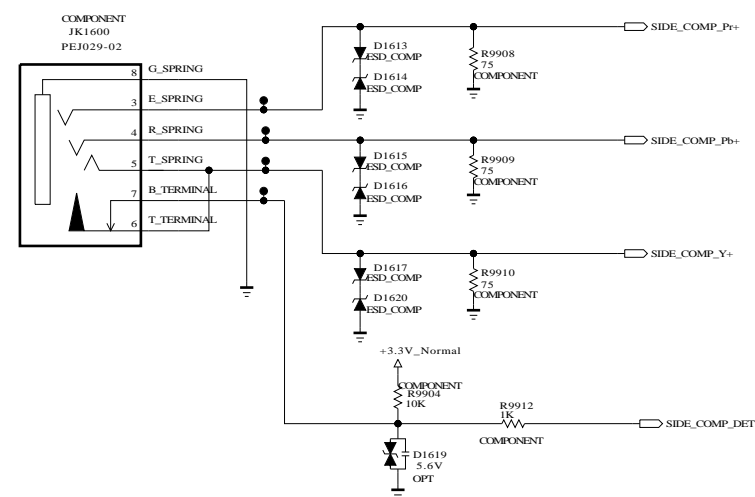 COMPONENT
JK1600
PEJ029-02
8 G_SPRING
3 E_SPRING
4 R_SPRING
5 T_SPRING
7 B_TERMINAL
6 T_TERMINAL
D1613
ESD_COMP
D1614
ESD_COMP
R9908
75
COMPONENT
SIDE_COMP_Pr+
D1615
ESD_COMP
D1616
ESD_COMP
R9909
75
COMPONENT
SIDE_COMP_Pb+
D1617
ESD_COMP
D1620
ESD_COMP
R9910
75
COMPONENT
SIDE_COMP_Y+
+3.3V_Normal
COMPONENT
R9904
10K
R9912
1K
COMPONENT
SIDE_COMP_DET
D1619
5.6V
OPT